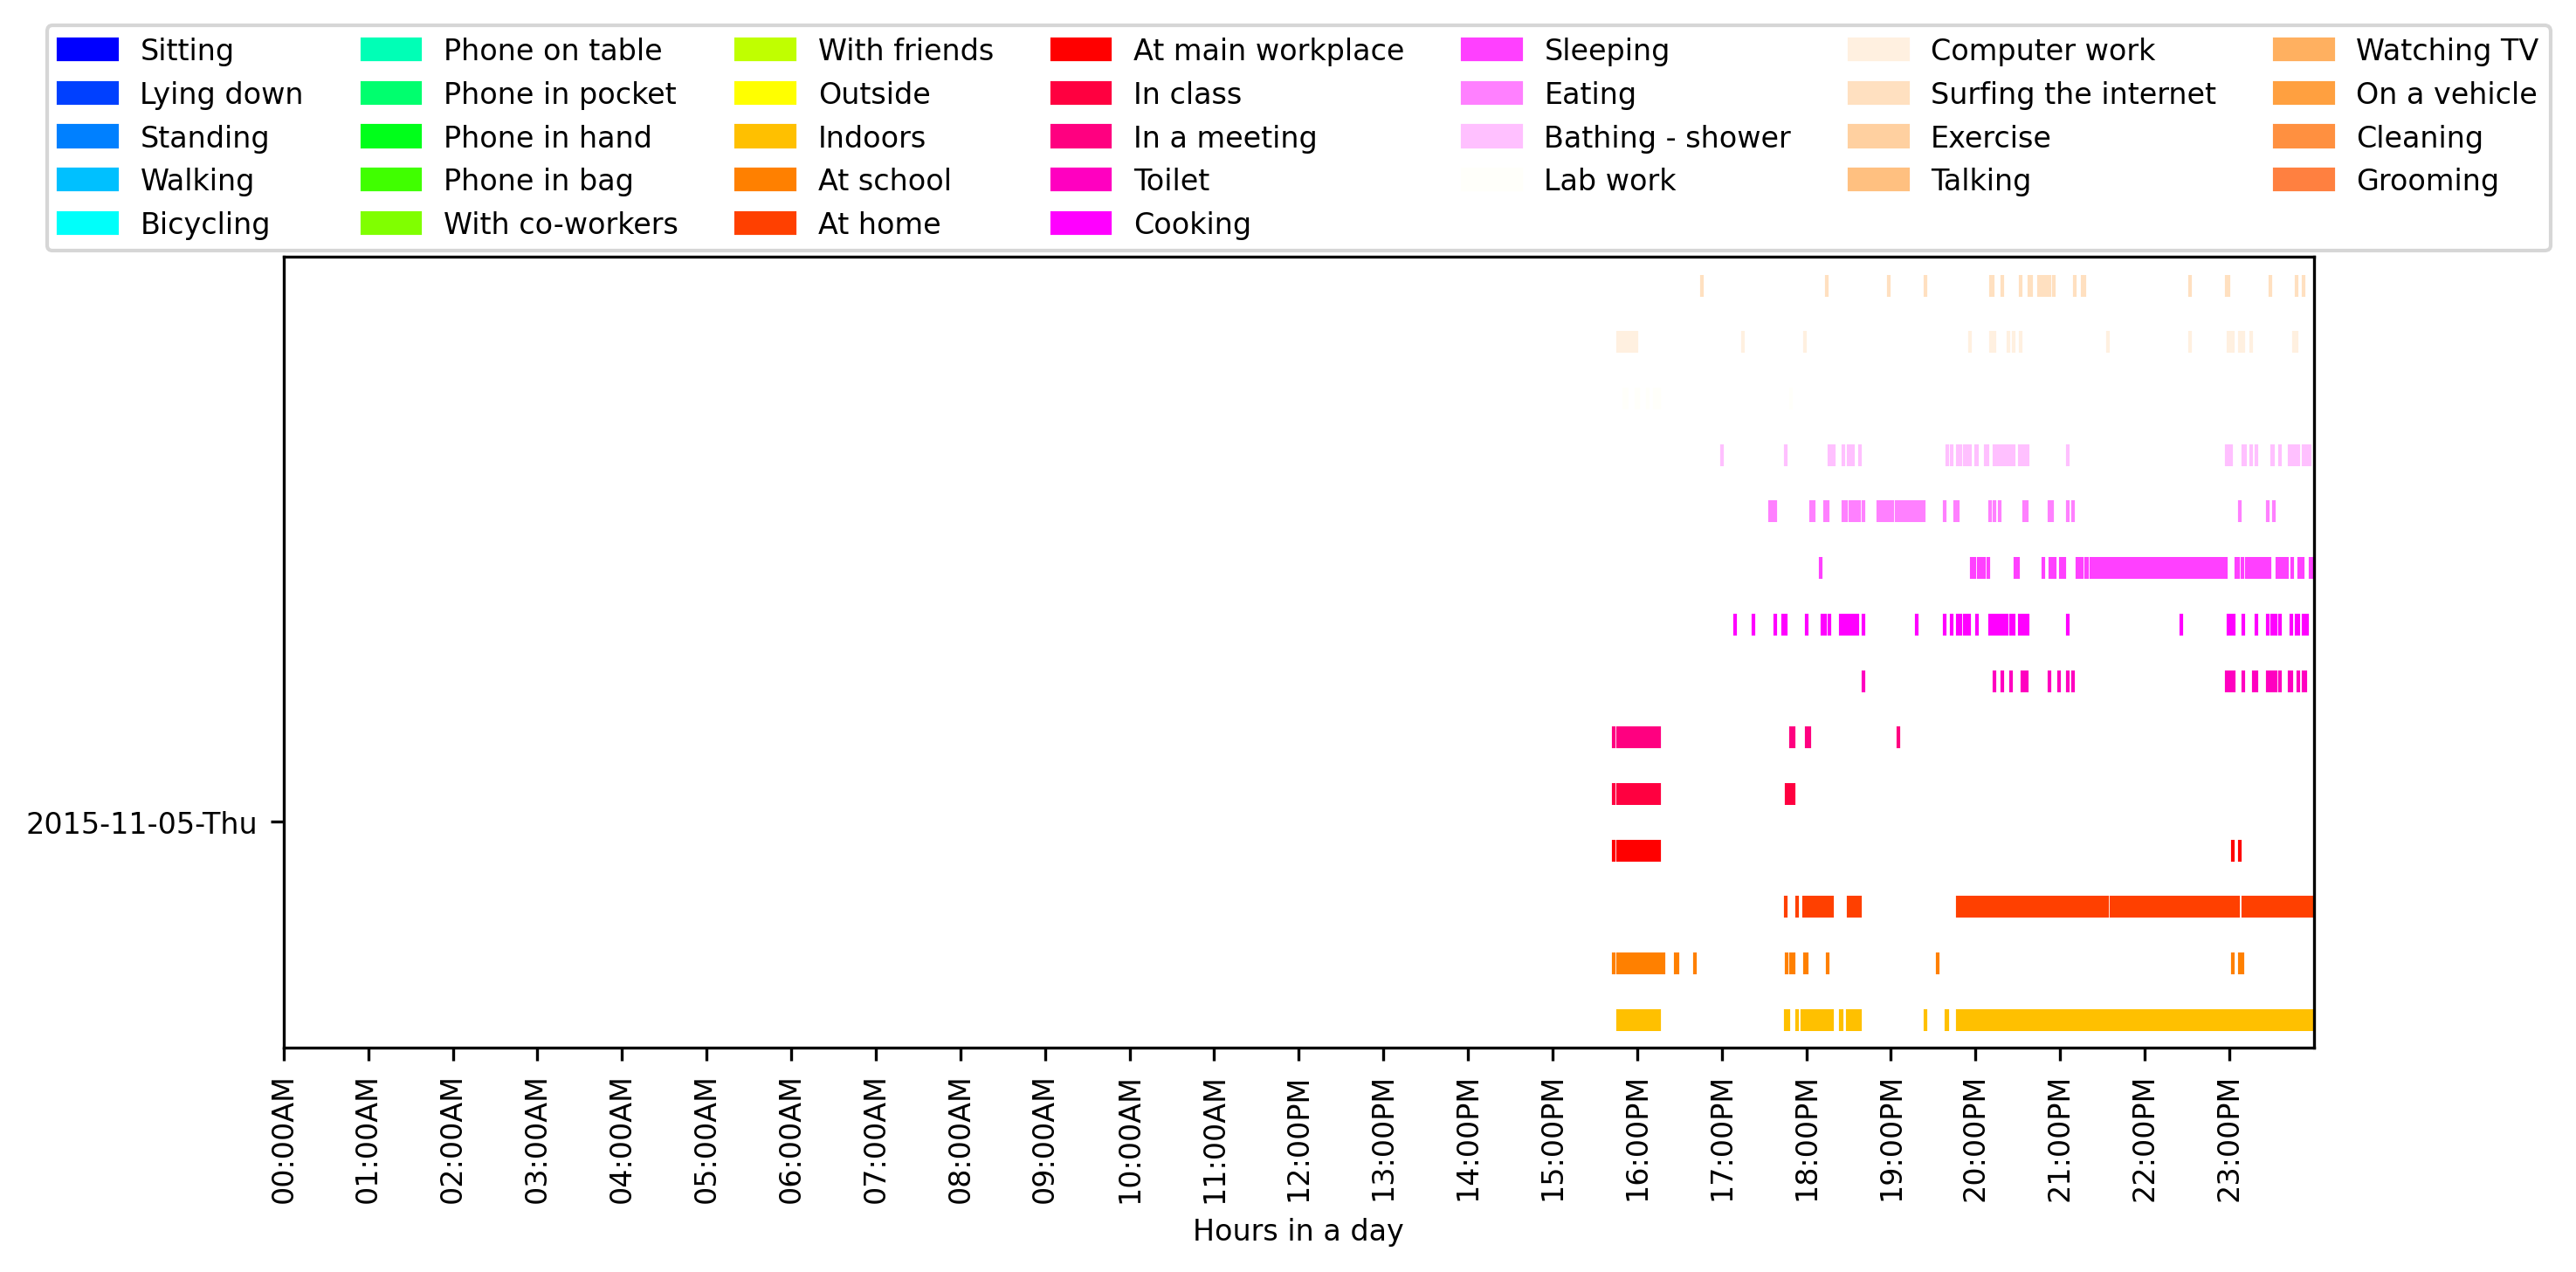 Sitting
Lying down
Standing
Walking
Bicycling
Phone on table
Phone in pocket
Phone in hand
Phone in bag
With co-workers
With friends
Outside
Indoors
At school
At home
At main workplace
In class
In a meeting
Toilet
Cooking
Sleeping
Eating
Bathing - shower
Lab work
Computer work
Surfing the internet
Exercise
Talking
Watching TV
On a vehicle
Cleaning
Grooming
2015-11-05-Thu
00:00AM
01:00AM
02:00AM
03:00AM
04:00AM
05:00AM
06:00AM
07:00AM
08:00AM
09:00AM
10:00AM
11:00AM
12:00PM
13:00PM
14:00PM
15:00PM
16:00PM
17:00PM
18:00PM
19:00PM
20:00PM
21:00PM
22:00PM
23:00PM
Hours in a day